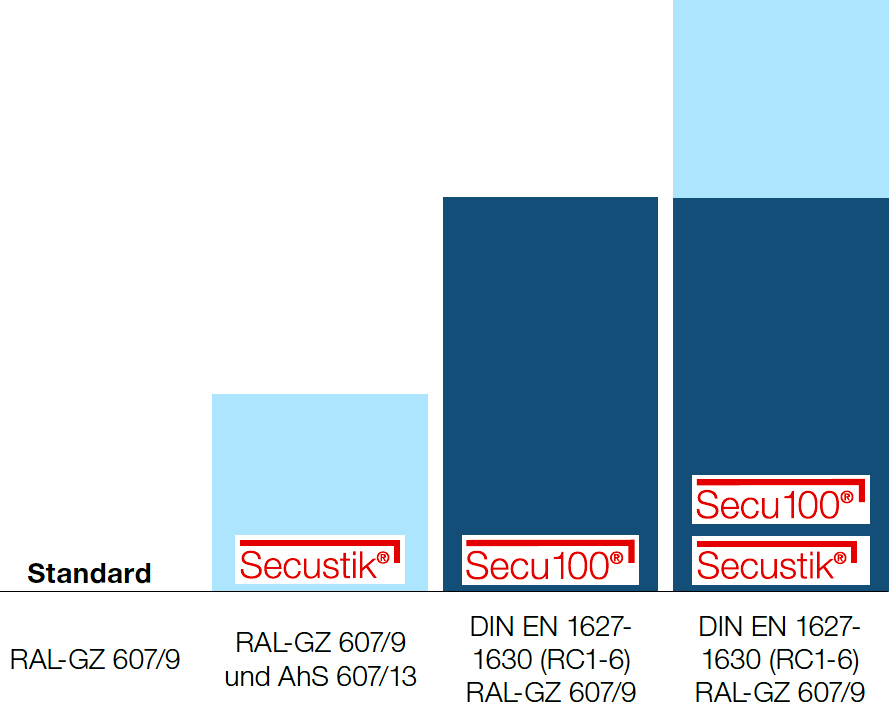 Standard
Secustik®
Secu100®
Secu100®
Secustik®
RAL-GZ 607/9
RAL-GZ 607/9
und AhS 607/13
DIN EN 1627-
1630 (RC1-6)
RAL-GZ 607/9
DIN EN 1627-
1630 (RC1-6)
RAL-GZ 607/9